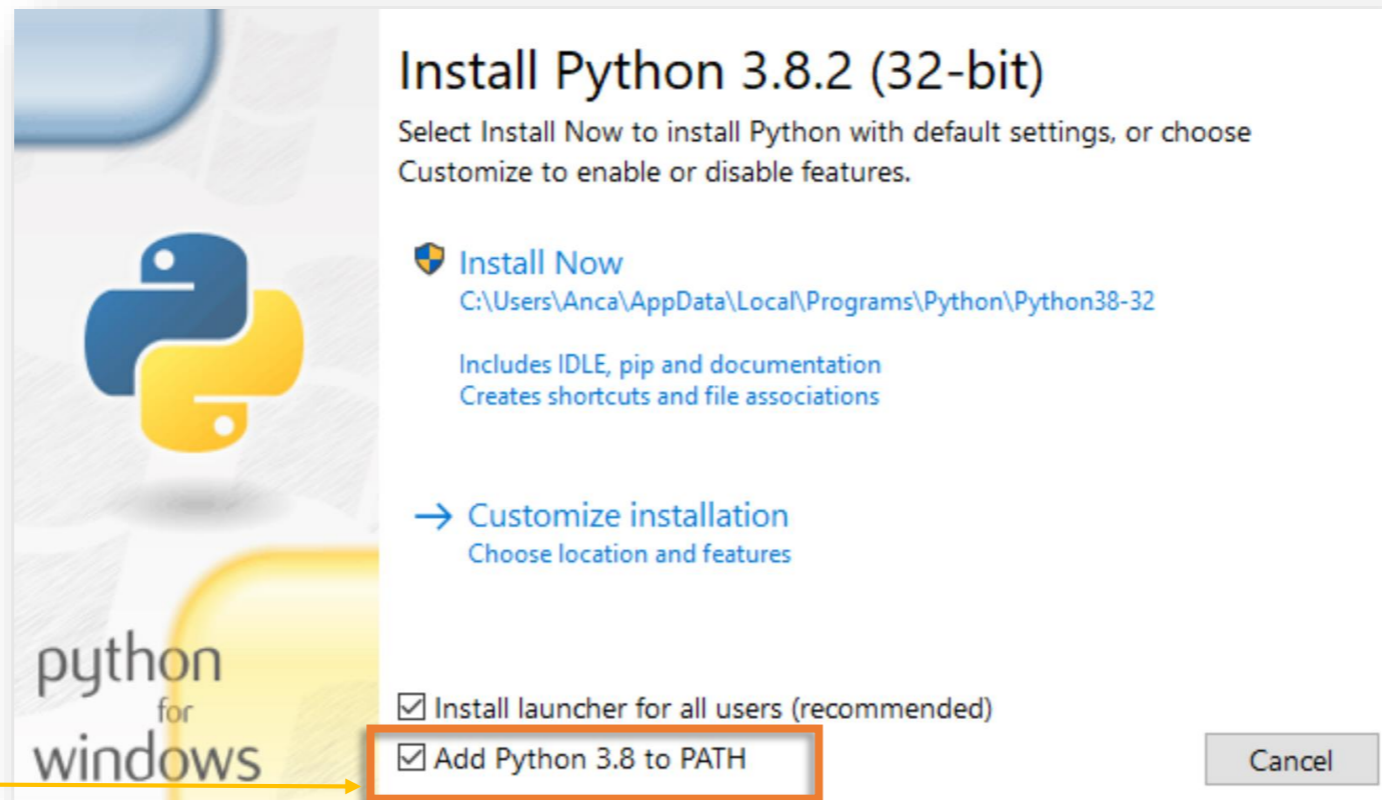 Install Python 3.8.2 (32-bit)
Select Install Now to install Python with default settings, or choose
Customize to enable or disable features.
Install Now
C:\Users\Anca\AppData\Local\Programs\Python\Python38-32
Includes IDLE, pip and documentation
Creates shortcuts and file associations
Customize installation
Choose location and features
python
for
windows
Install launcher for all users (recommended)
Add Python 3.8 to PATH
Cancel